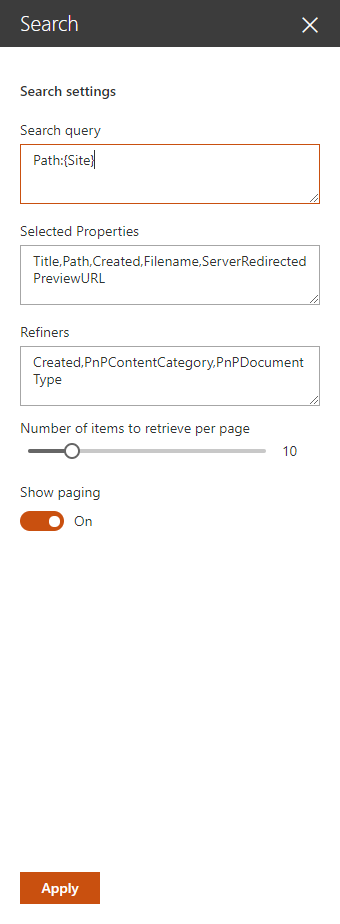 Search
Search settings
Search query
Path:{Site}
Selected Properties
Title,Path,Created,Filename,ServerRedirected
PreviewURL
Refiners
Created,PnPContentCategory,PnPDocument
Type
Number of items to retrieve per page
10
Show paging
On
Apply